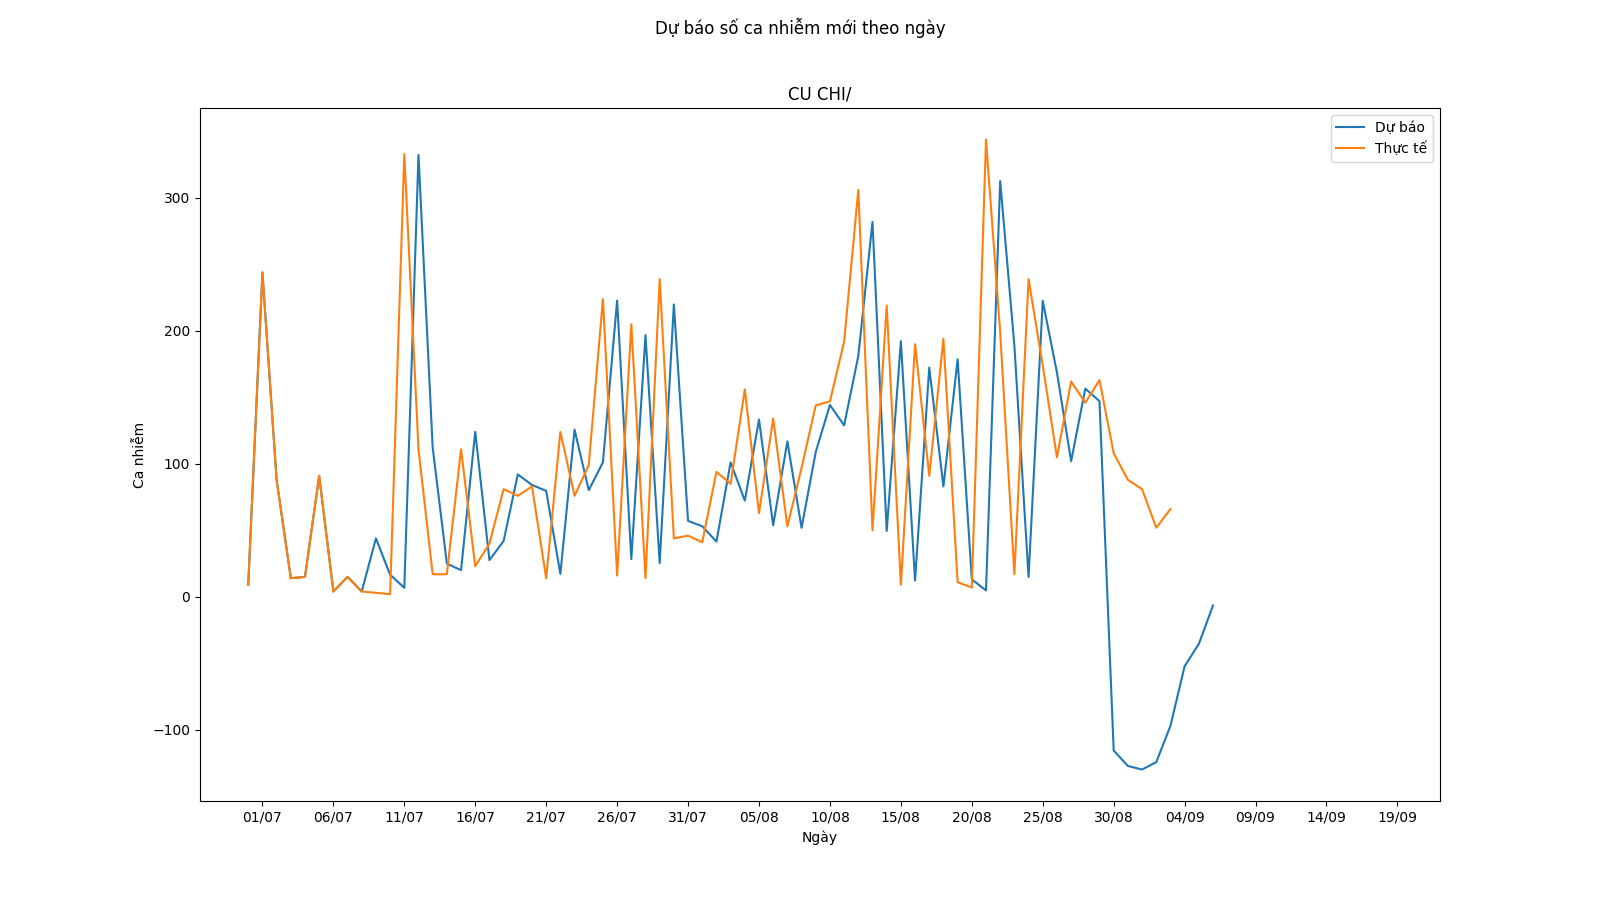 Dự báo số ca nhiễm mới theo ngày
CU CHI/
Dự báo
Thực tế
300
200
100
0
−100
Ca nhiễm
01/07 06/07 11/07 16/07 21/07 26/07 31/07 05/08 10/08 15/08 20/08 25/08 30/08 04/09 09/09 14/09 19/09
Ngày